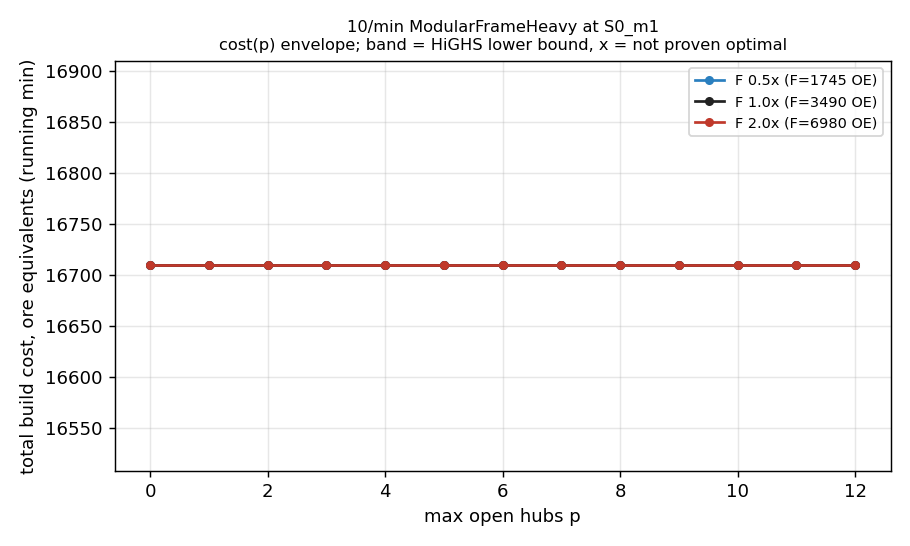 10/min ModularFrameHeavy at S0_m1
cost(p) envelope; band = HiGHS lower bound, x = not proven optimal
total build cost, ore equivalents (running min)
16900
16850
16800
16750
16700
16650
16600
16550
F 0.5x (F=1745 OE)
F 1.0x (F=3490 OE)
F 2.0x (F=6980 OE)
0 2 4 6 8 10 12
max open hubs p